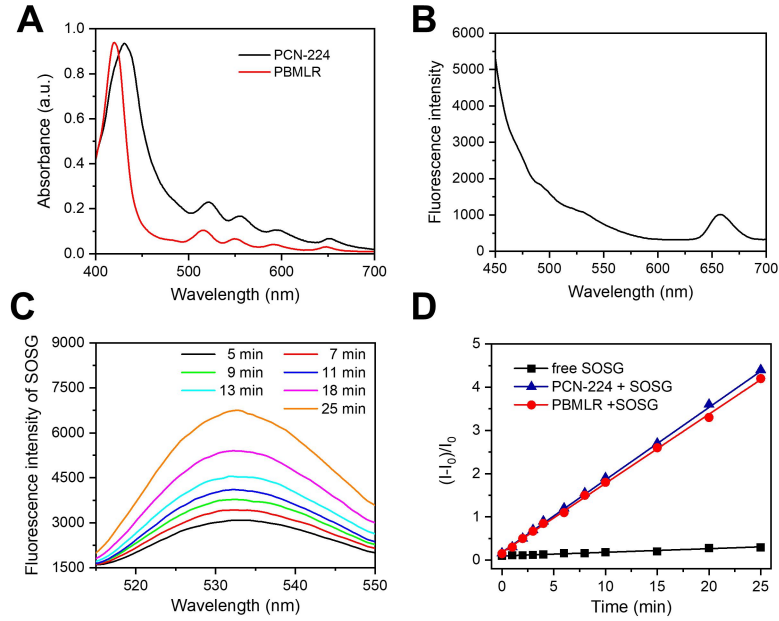 A
1.0
0.8
0.6
0.4
0.2
0.0
400
500
600
700
Absorbance (a.u.)
Wavelength (nm)
PCN-224
PBMLR
B
6000
5000
4000
3000
2000
1000
0
450
500
550
600
650
700
Fluorescence intensity
Wavelength (nm)
C
9000
7500
6000
4500
3000
1500
520
530
540
550
Fluorescence intensity of SOSG
Wavelength (nm)
5 min
7 min
9 min
11 min
13 min
18 min
25 min
D
5
4
3
2
1
0
0
5
10
15
20
25
(I-I0)/I0
Time (min)
free SOSG
PCN-224 + SOSG
PBMLR +SOSG